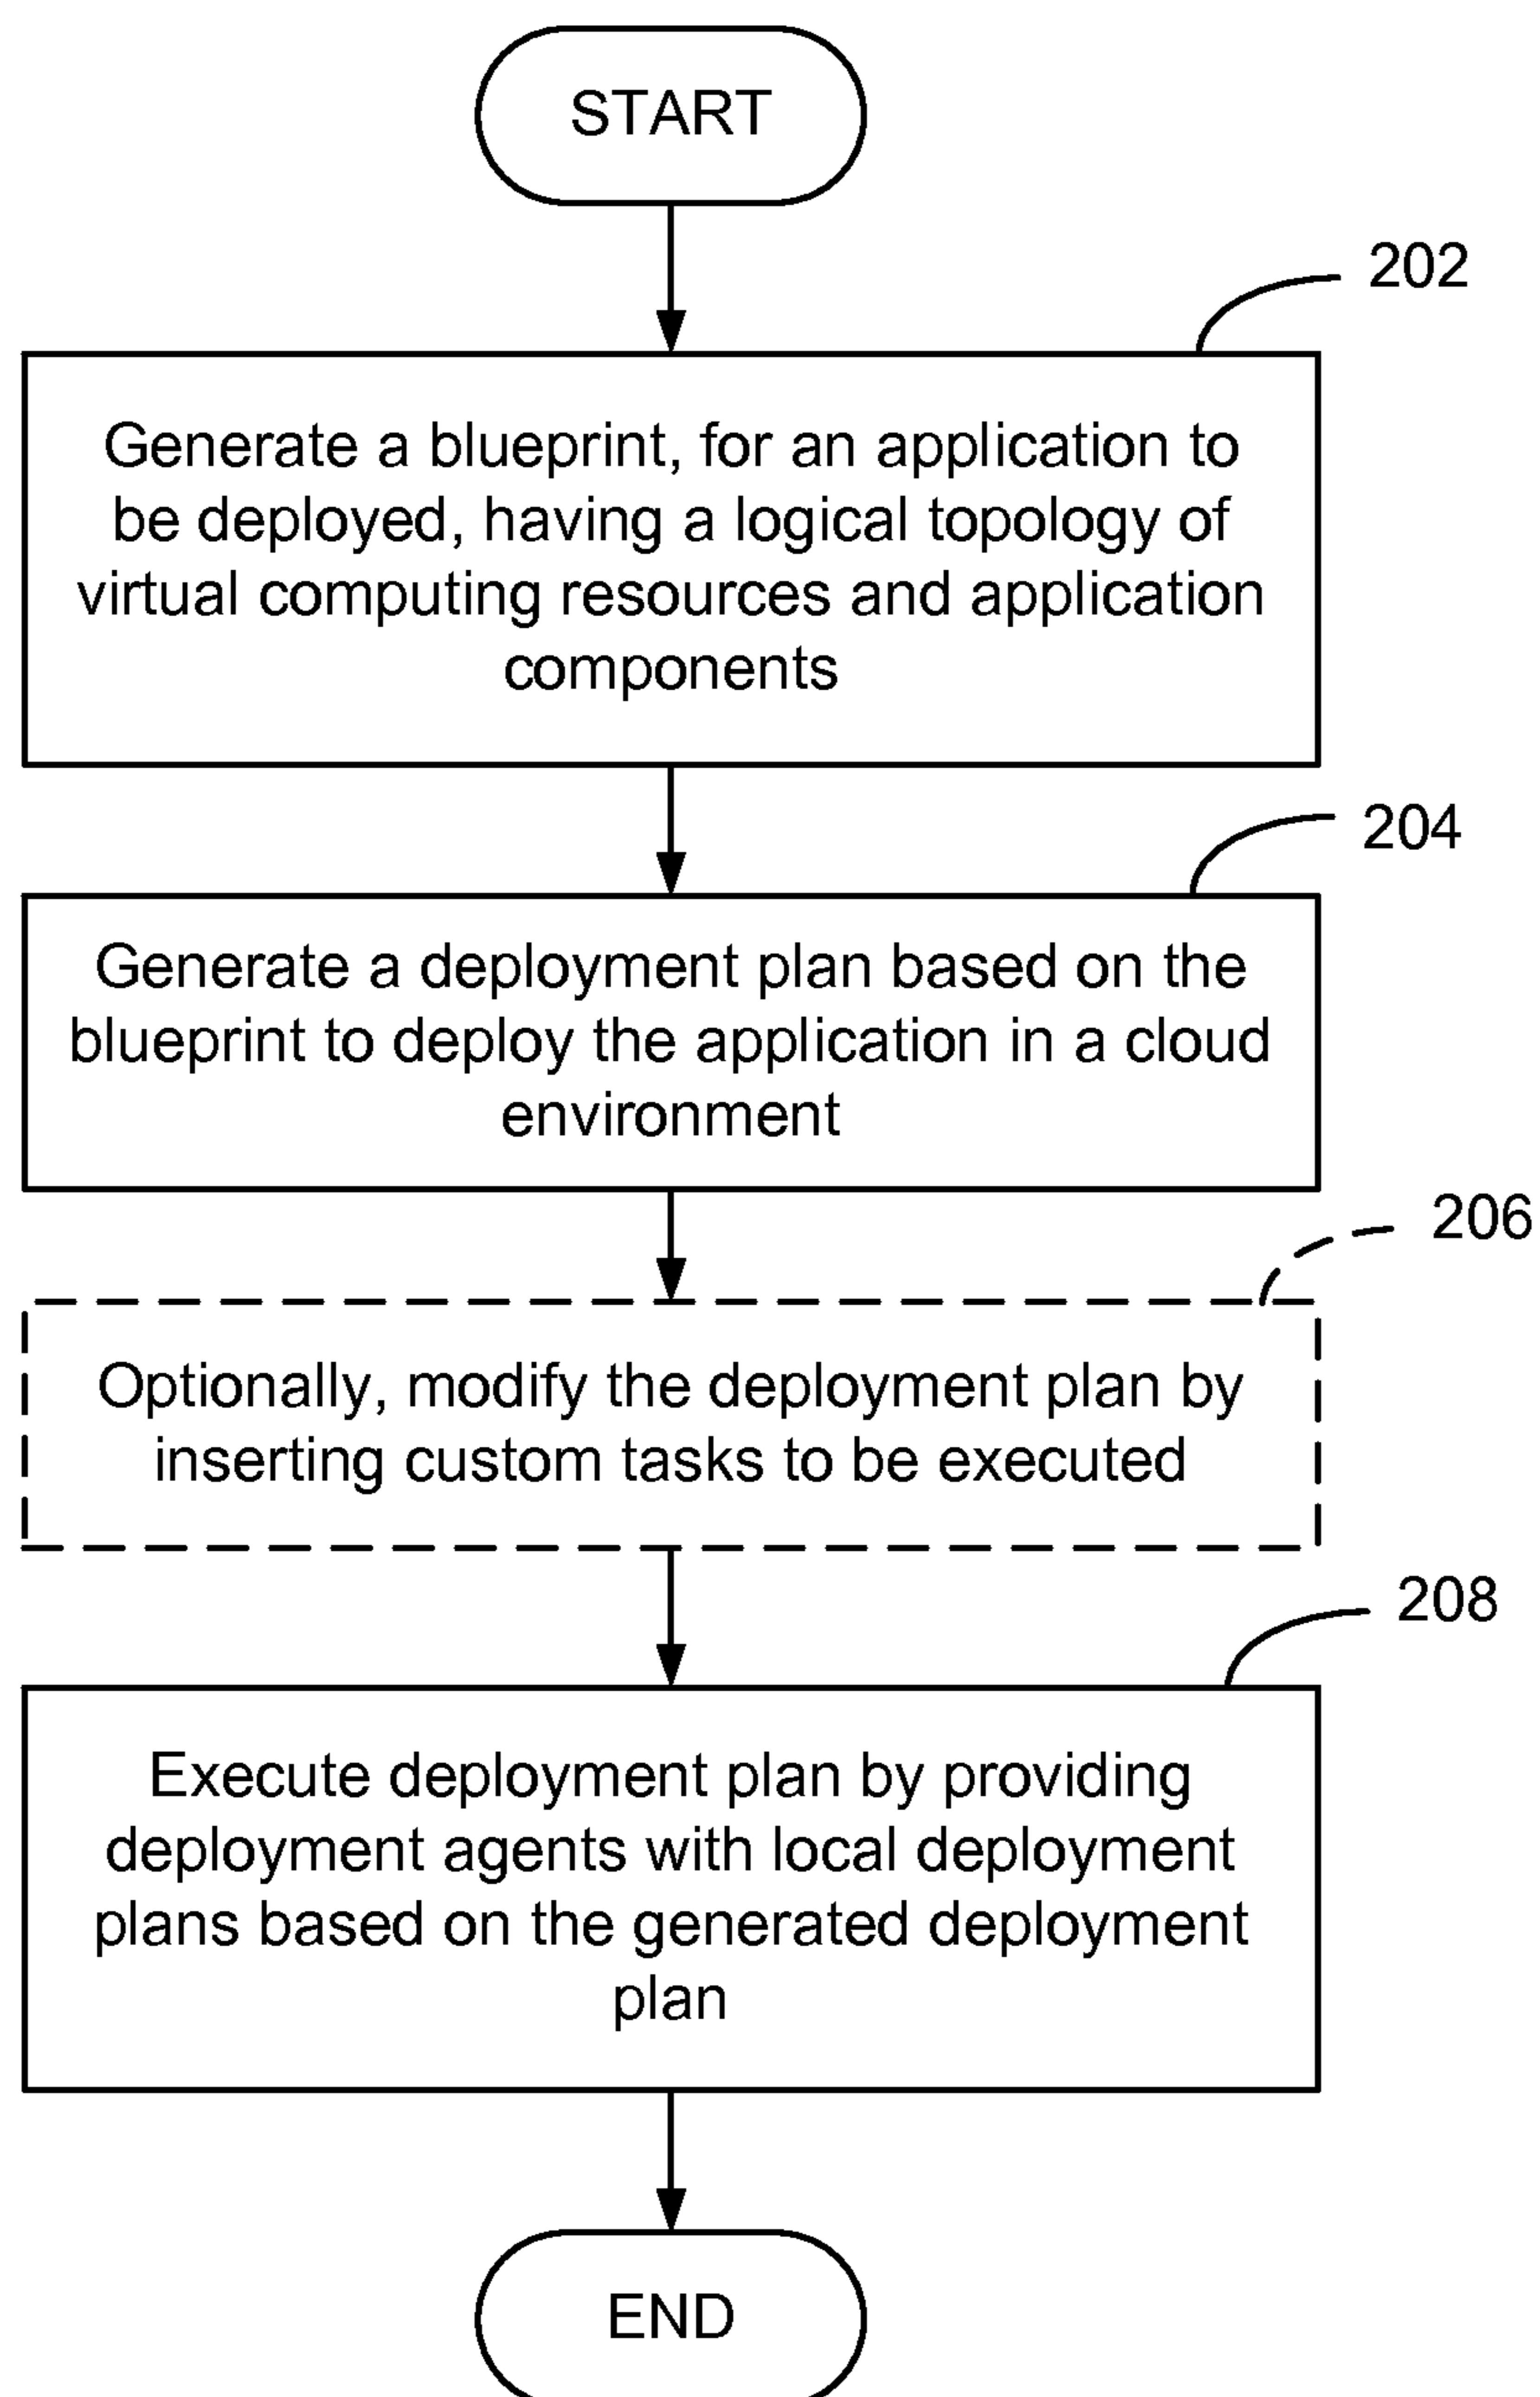 START
202
Generate a blueprint, for an application to
be deployed, having a logical topology of
virtual computing resources and application
components
204
Generate a deployment plan based on the
blueprint to deploy the application in a cloud
environment
206
Optionally, modify the deployment plan by
inserting custom tasks to be executed
208
Execute deployment plan by providing
deployment agents with local deployment
plans based on the generated deployment
plan
END